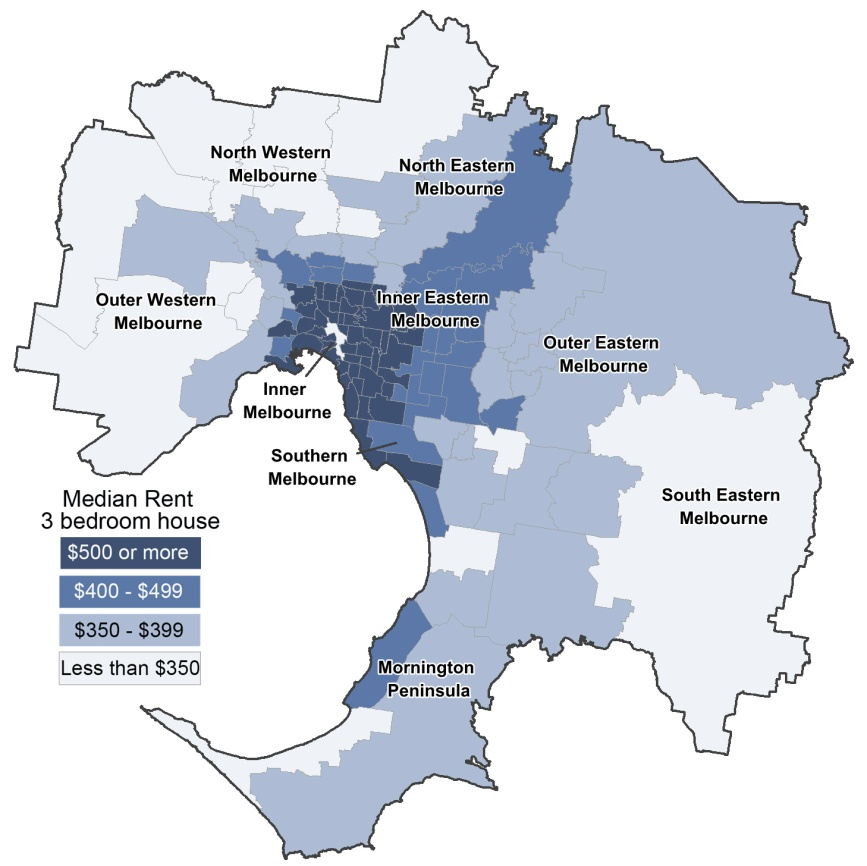 North Western
Melbourne
North Eastern
Melbourne
Outer Western
Melbourne
Inner Eastern
Melbourne
Outer Eastern
Melbourne
Inner
Melbourne
Southern
Melbourne
South Eastern
Melbourne
Median Rent
3 bedroom house
$500 or more
$400 - $499
$350 - $399
Less than $350
Mornington
Peninsula